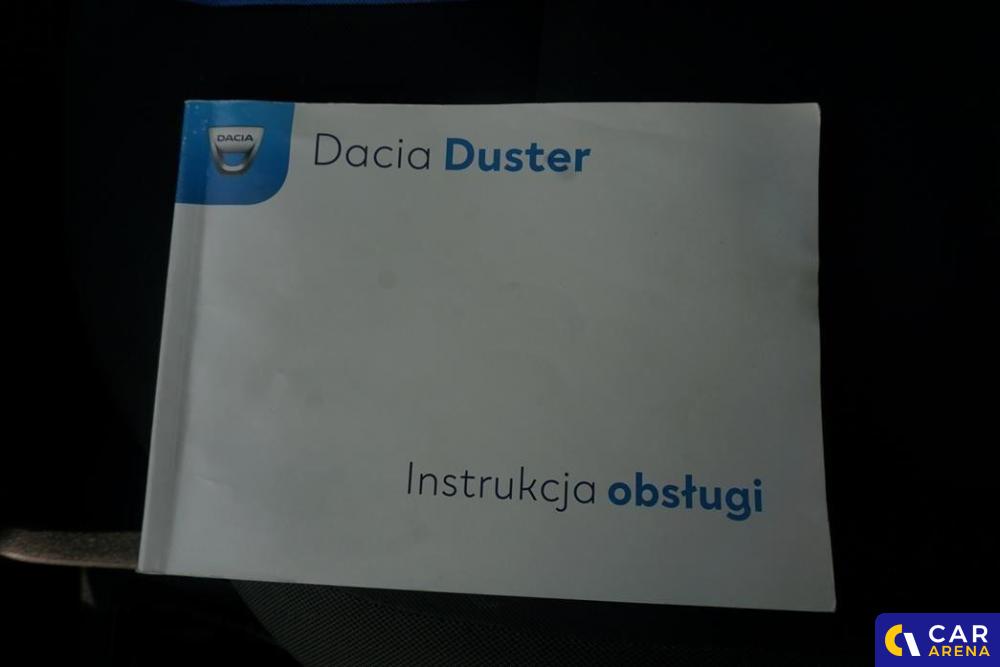 DACIA
Dacia Duster
Instrukcja obsługi
CAR
ARENA